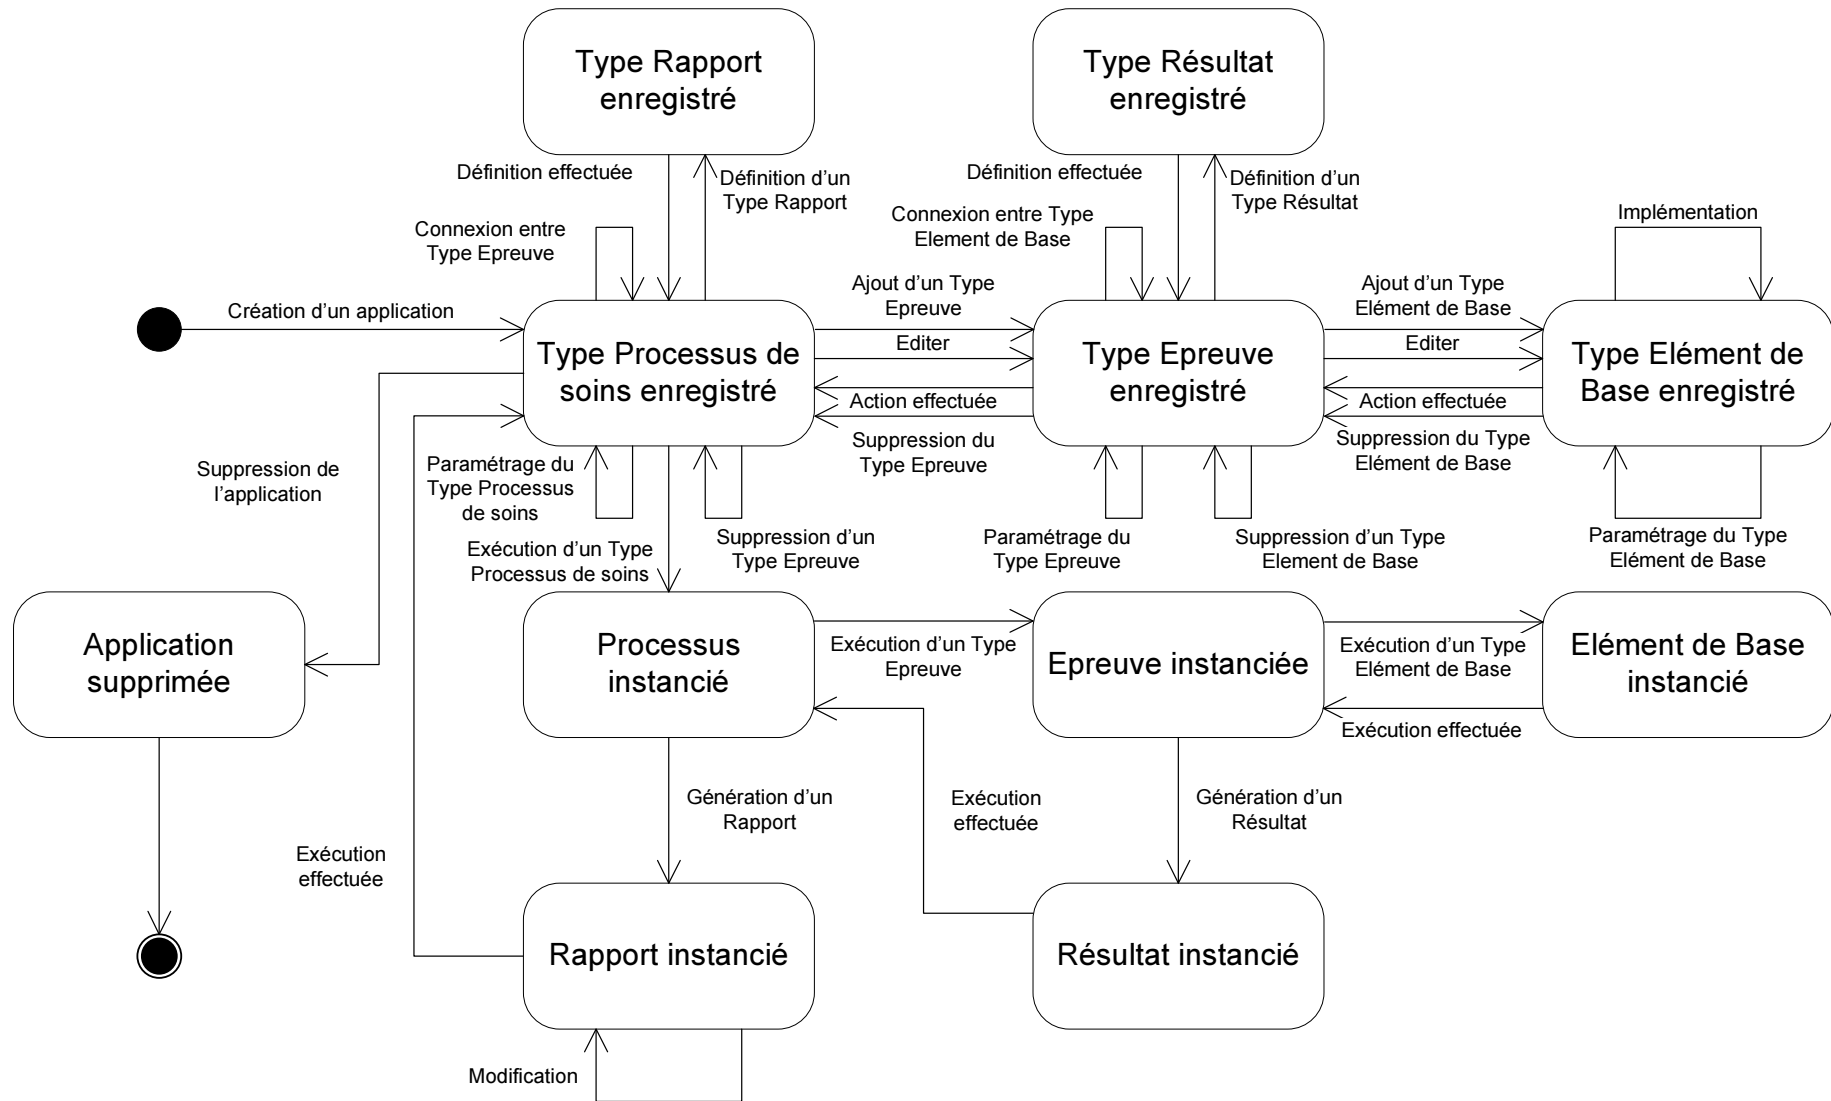 Type Rapport
enregistré
Type Résultat
enregistré
Définition effectuée
Définition d'un
Type Rapport
Définition effectuée
Définition d'un
Type Résultat
Connexion entre
Type Epreuve
Connexion entre Type
Element de Base
Implémentation
Création d'un application
Ajout d'un Type
Epreuve
Ajout d'un Type
Elément de Base
Type Processus de
soins enregistré
Editer
Type Epreuve
enregistré
Editer
Type Elément de
Base enregistré
Action effectuée
Action effectuée
Suppression du
Type Epreuve
Suppression du Type
Elément de Base
Suppression de
l'application
Paramétrage du
Type Processus
de soins
Suppression d'un
Type Epreuve
Paramétrage du
Type Epreuve
Suppression d'un Type
Element de Base
Paramétrage du Type
Elément de Base
Exécution d'un Type
Processus de soins
Application
supprimée
Processus
instancié
Exécution d'un Type
Epreuve
Epreuve instanciée
Exécution d'un Type
Elément de Base
Elément de Base
instancié
Exécution effectuée
Génération d'un
Rapport
Exécution
effectuée
Génération d'un
Résultat
Exécution
effectuée
Rapport instancié
Résultat instancié
Modification